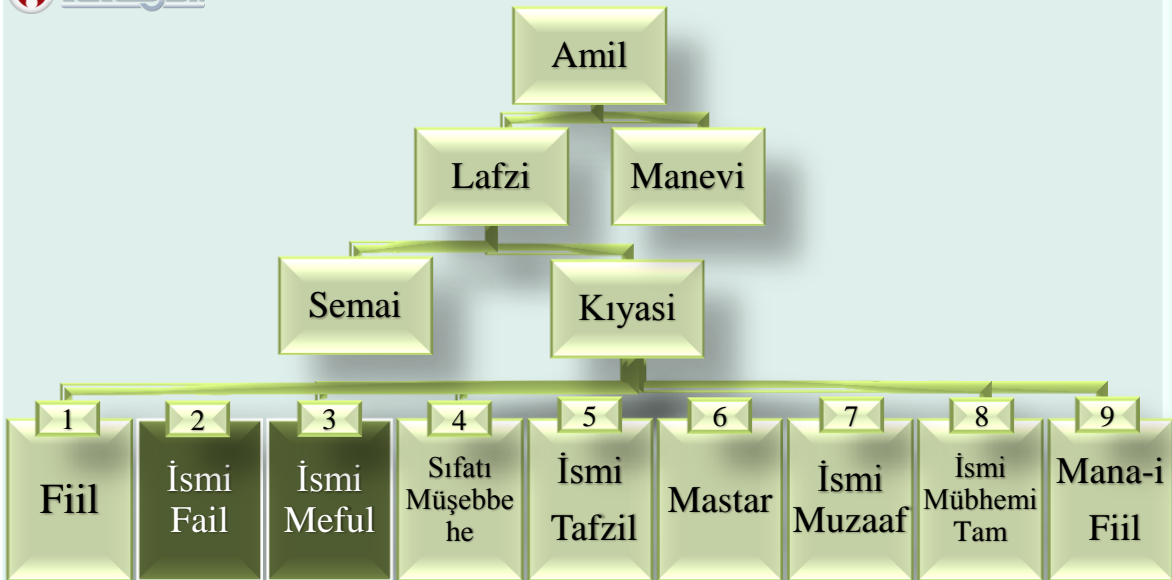 Amil
Lafzi
Manevi
Semai
Kıyasi
1
2
3
4
5
6
7
8
9
Fiil
İsmi
Fail
İsmi
Meful
Sıfatı
Müşebbe
he
İsmi
Tafzil
Mastar
İsmi
Muzaaf
İsmi
Mübhemi
Tam
Mana-i
Fiil